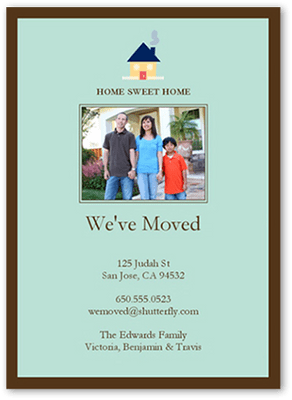 HOME SWEET HOME
We've Moved
125 Judah St
San Jose, CA 94532
650.555.0523
wemoved@shutterfly.com
The Edwards Family
Victoria, Benjamin & Travis